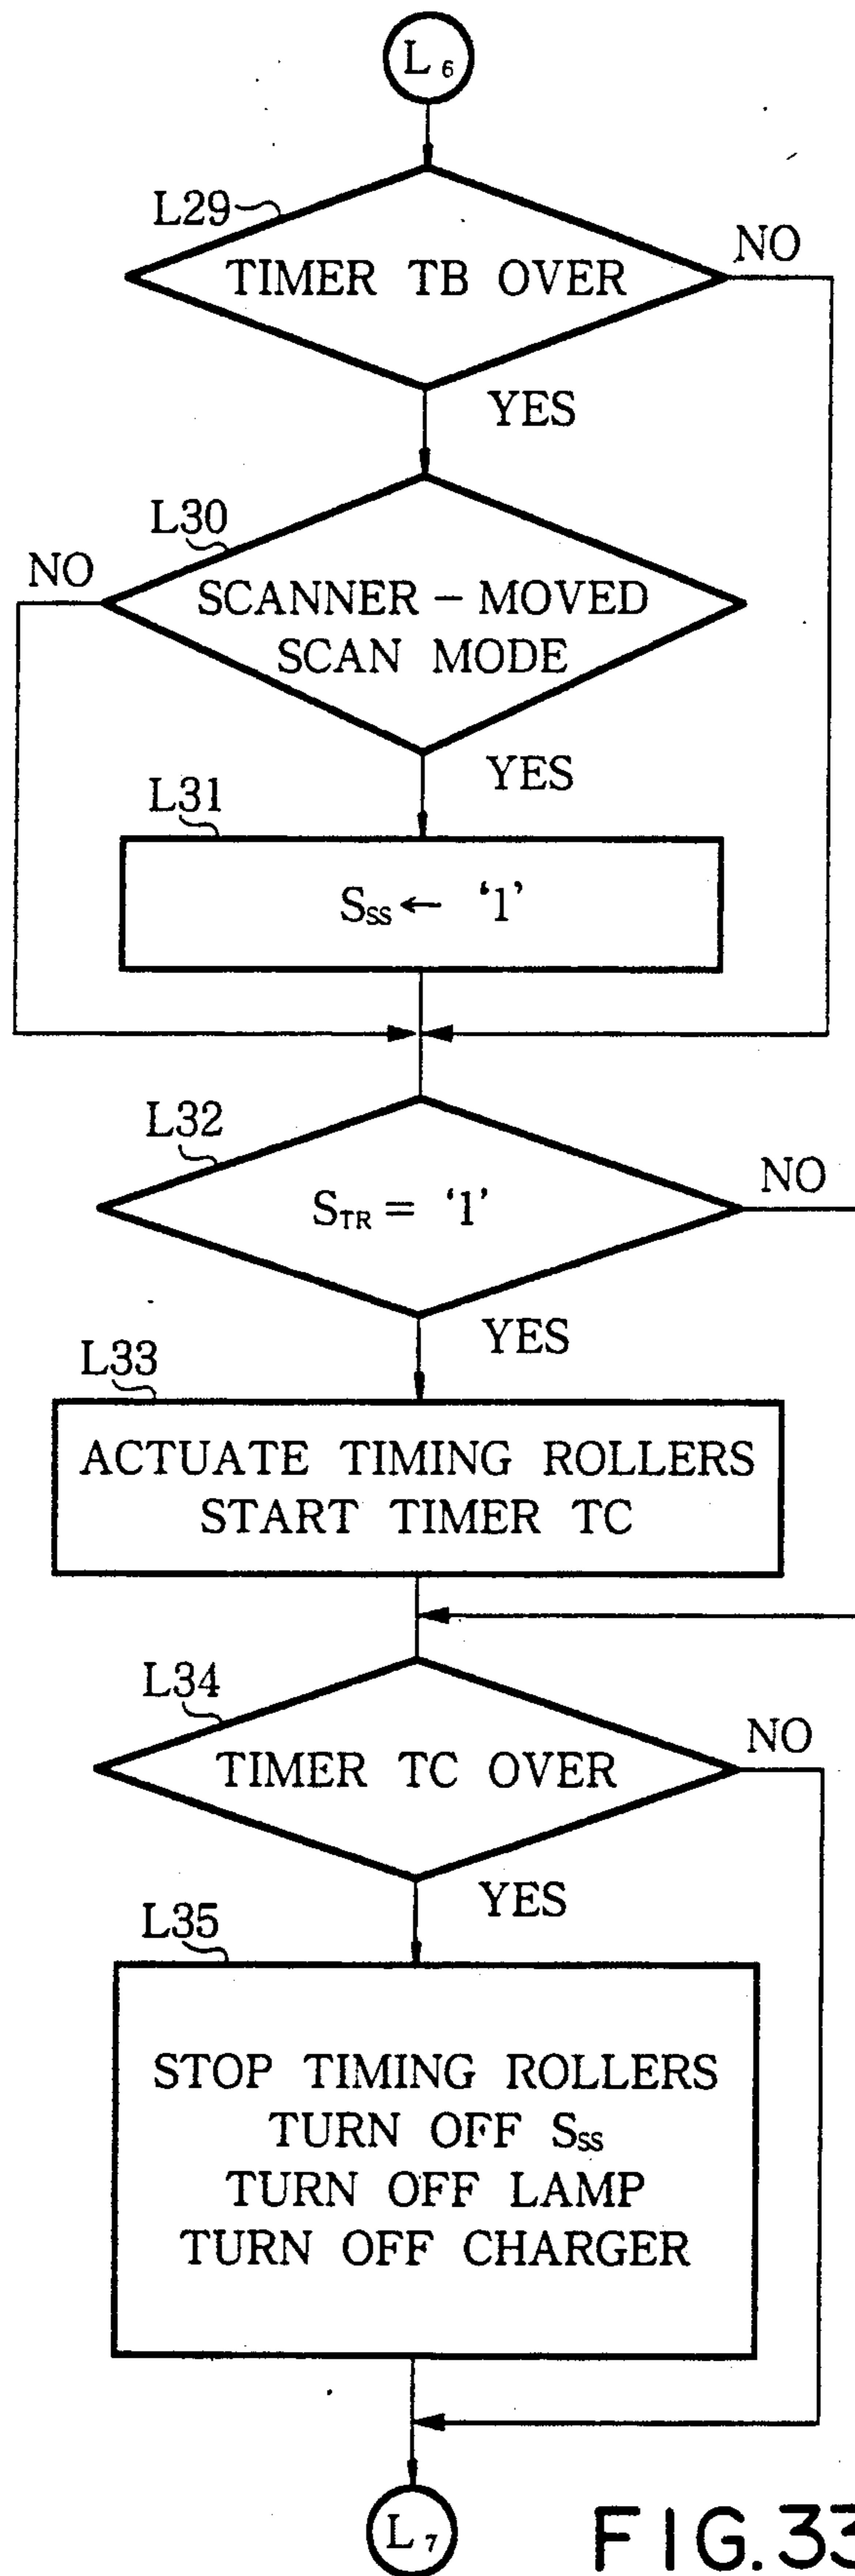 L6
L29
TIMER TB OVER
NO
YES
L30
NO
SCANNER – MOVED
SCAN MODE
YES
L31
SSS ← ‘1’
L32
STR = ‘1’
NO
YES
L33
ACTUATE TIMING ROLLERS
START TIMER TC
L34
TIMER TC OVER
NO
YES
L35
STOP TIMING ROLLERS
TURN OFF SSS
TURN OFF LAMP
TURN OFF CHARGER
L7
FIG.33